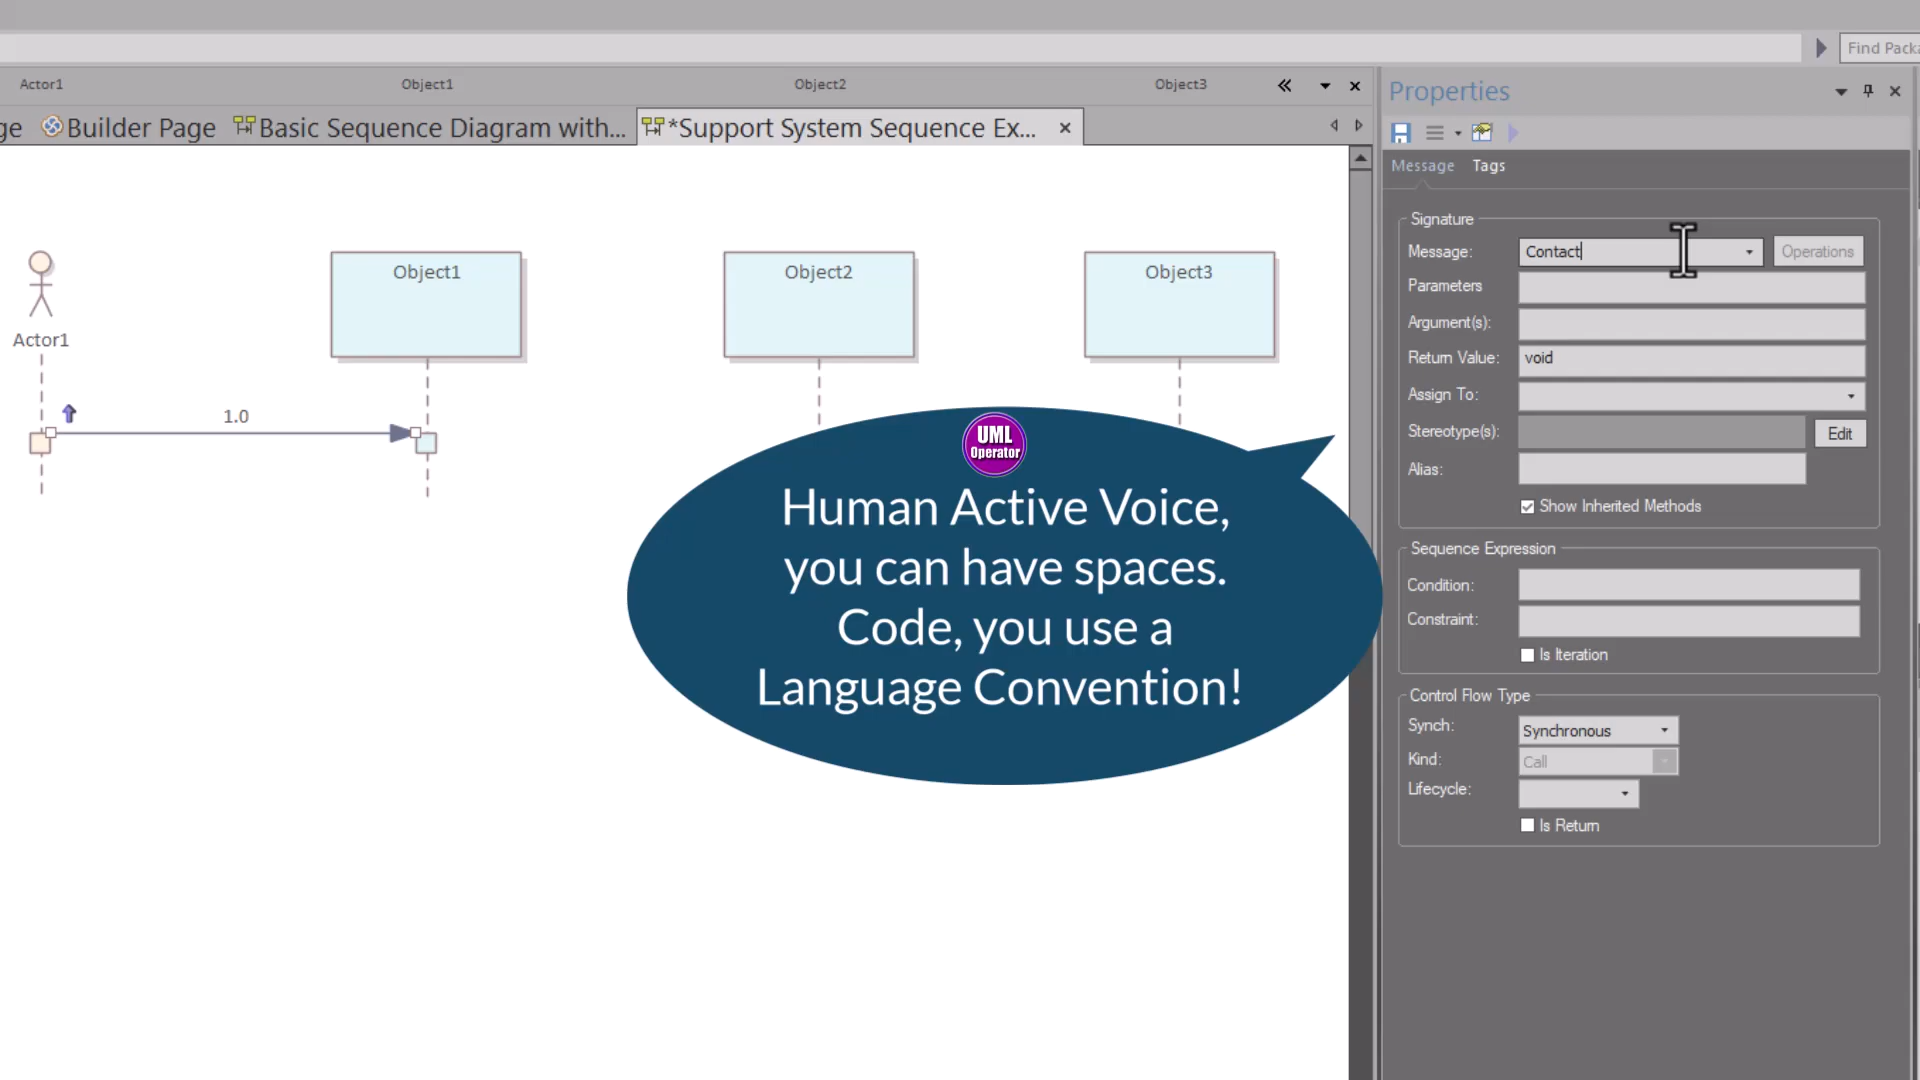 Find Packa
Actor1 Object1 Object2 Object3
ge Builder Page Basic Sequence Diagram with... *Support System Sequence Ex...
Properties
Message Tags
Signature
Message: Contact Operations
Parameters
Argument(s):
Return Value: void
Assign To:
Stereotype(s): Edit
Alias:
Show Inherited Methods
Sequence Expression
Condition:
Constraint:
Is Iteration
Control Flow Type
Synch: Synchronous
Kind: Call
Lifecycle:
Is Return
Object1 Object2 Object3
Actor1
1.0
UML
Operator
Human Active Voice,
you can have spaces.
Code, you use a
Language Convention!